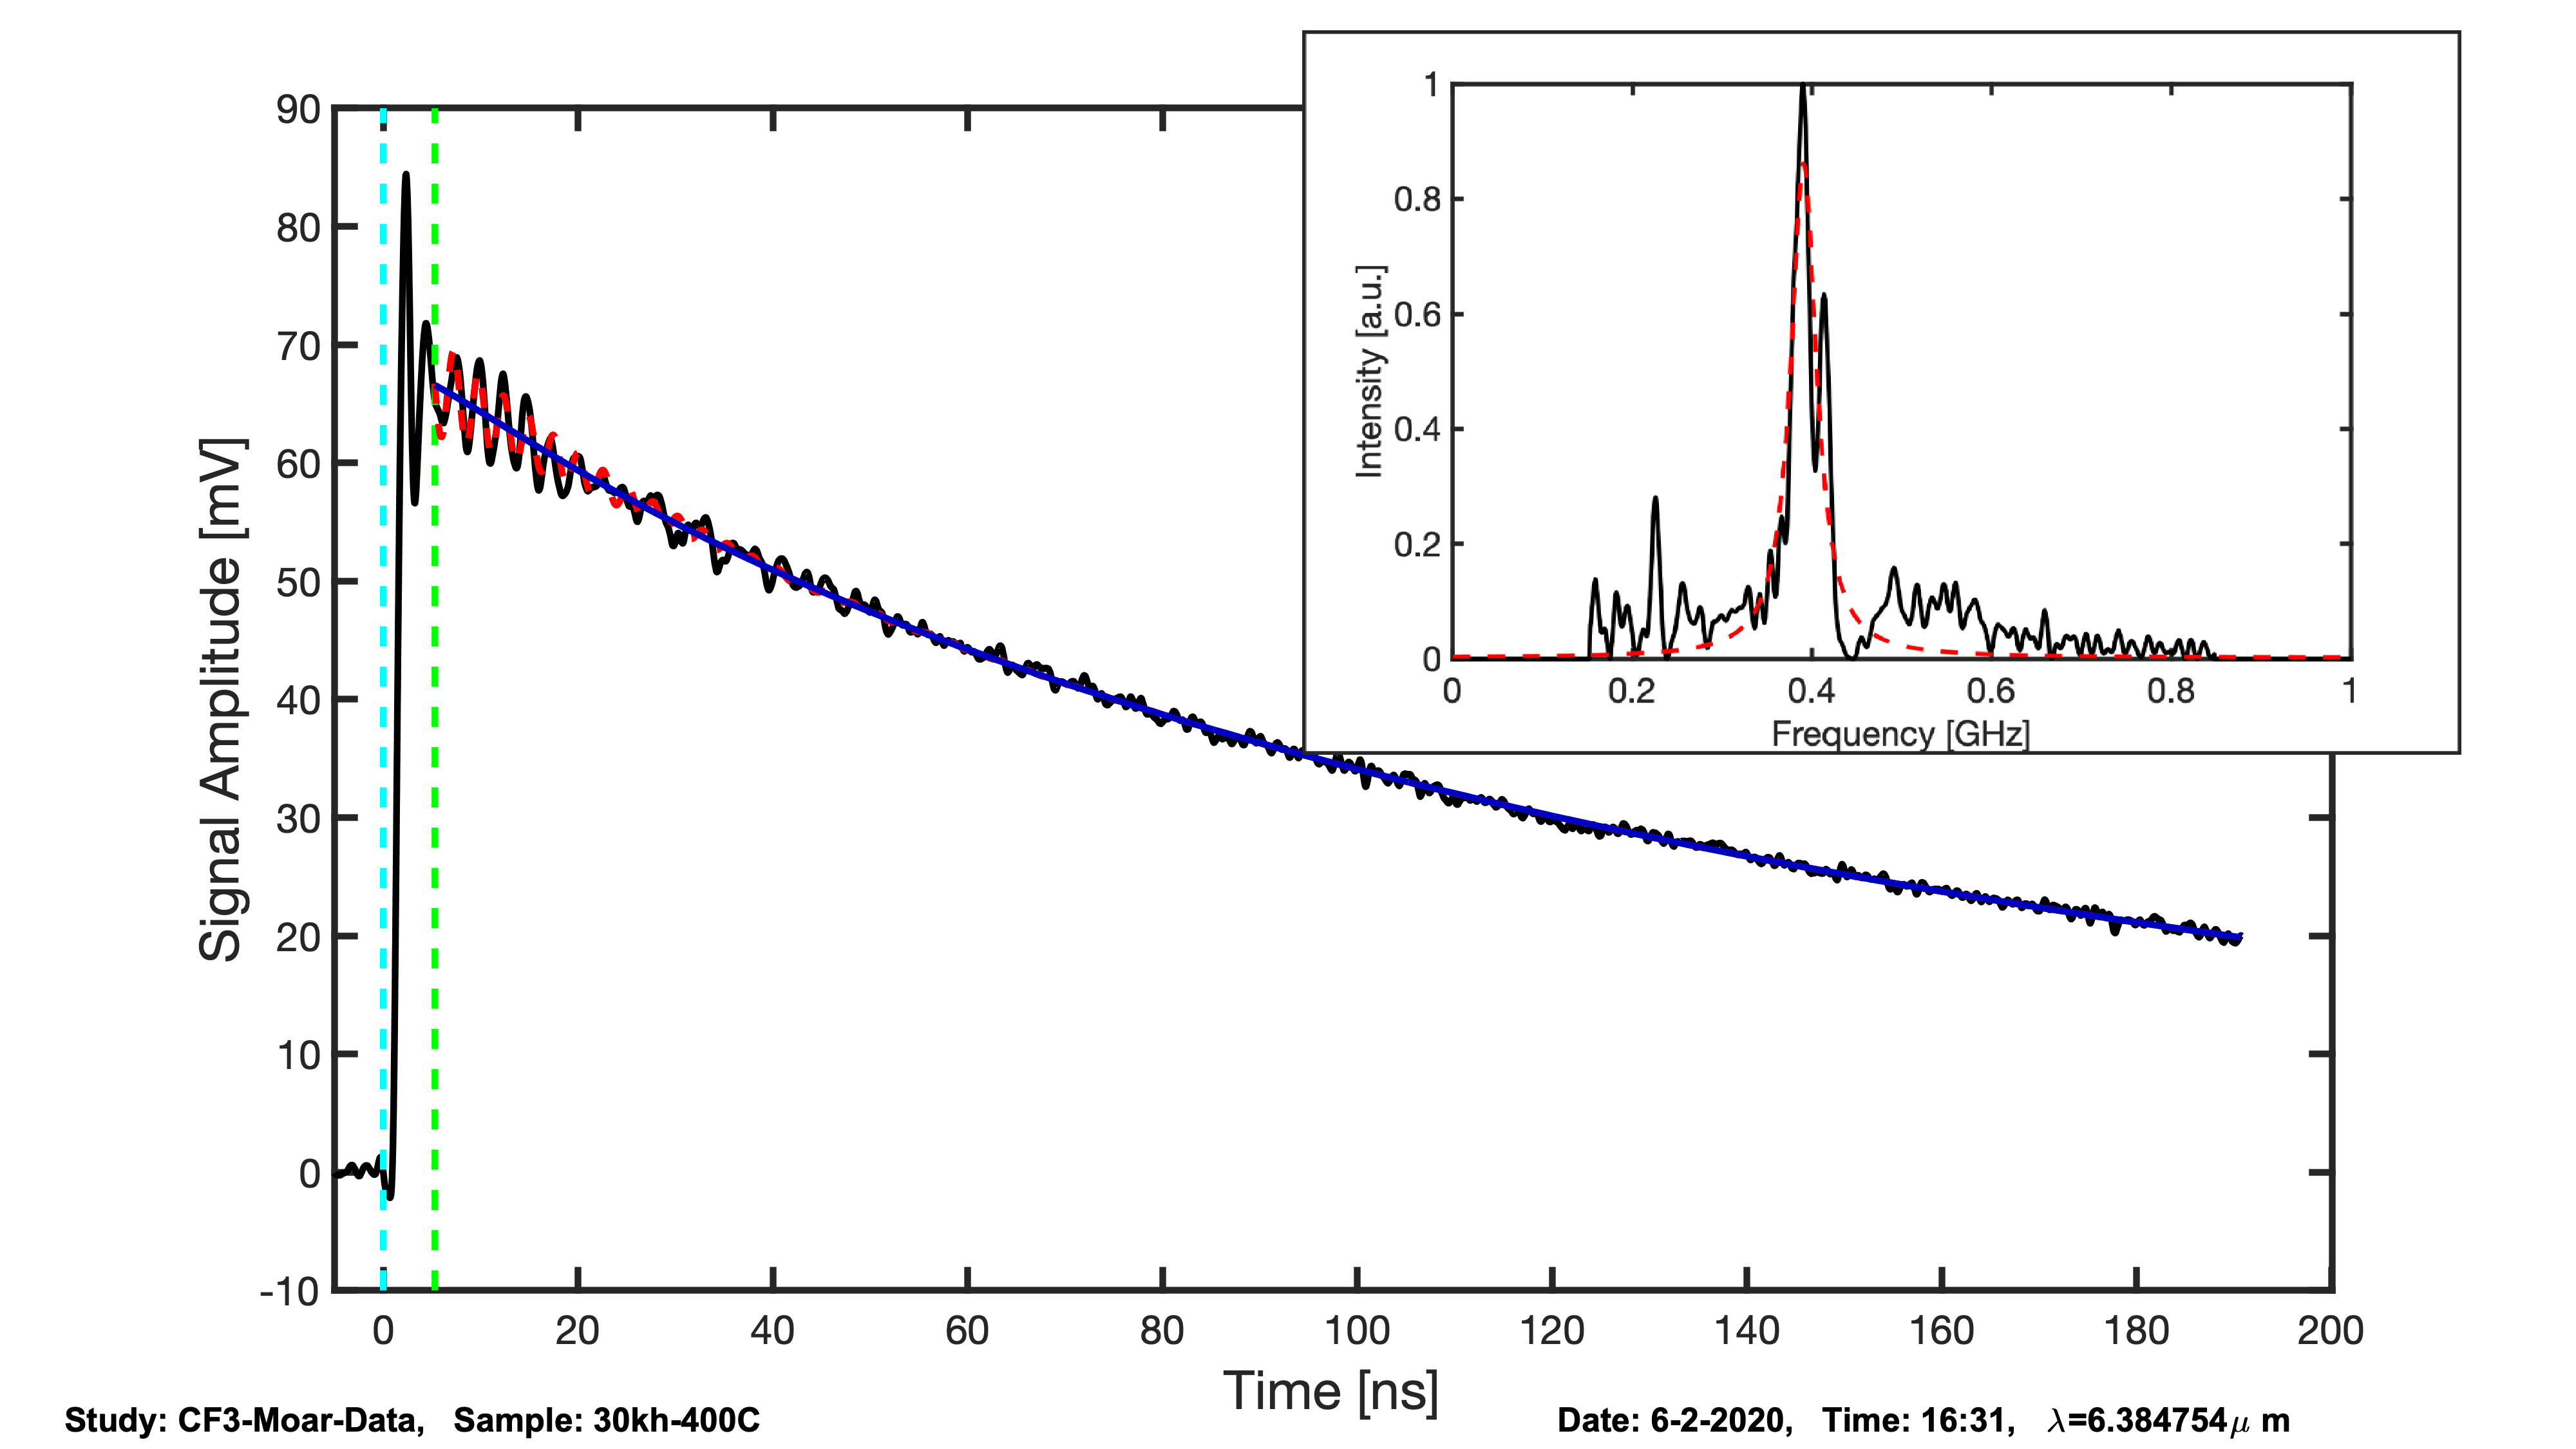 90
80
70
60
50
40
30
20
10
0
-10
Signal Amplitude [mV]
0 20 40 60 80 100 120 140 160 180 200
Time [ns]
1
0.8
0.6
0.4
0.2
0
Intensity [a.u.]
0 0.2 0.4 0.6 0.8 1
Frequency [GHz]
Study: CF3-Moar-Data, Sample: 30kh-400C
Date: 6-2-2020, Time: 16:31, λ=6.384754μ m